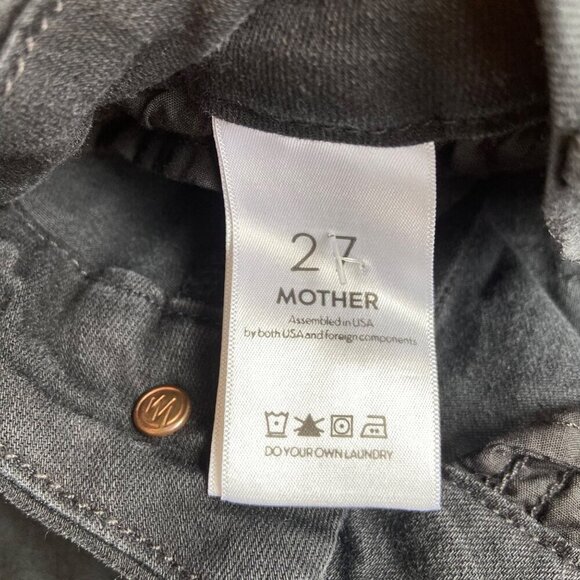 27
MOTHER
Assembled in USA
by both USA and foreign components
DO YOUR OWN LAUNDRY
M